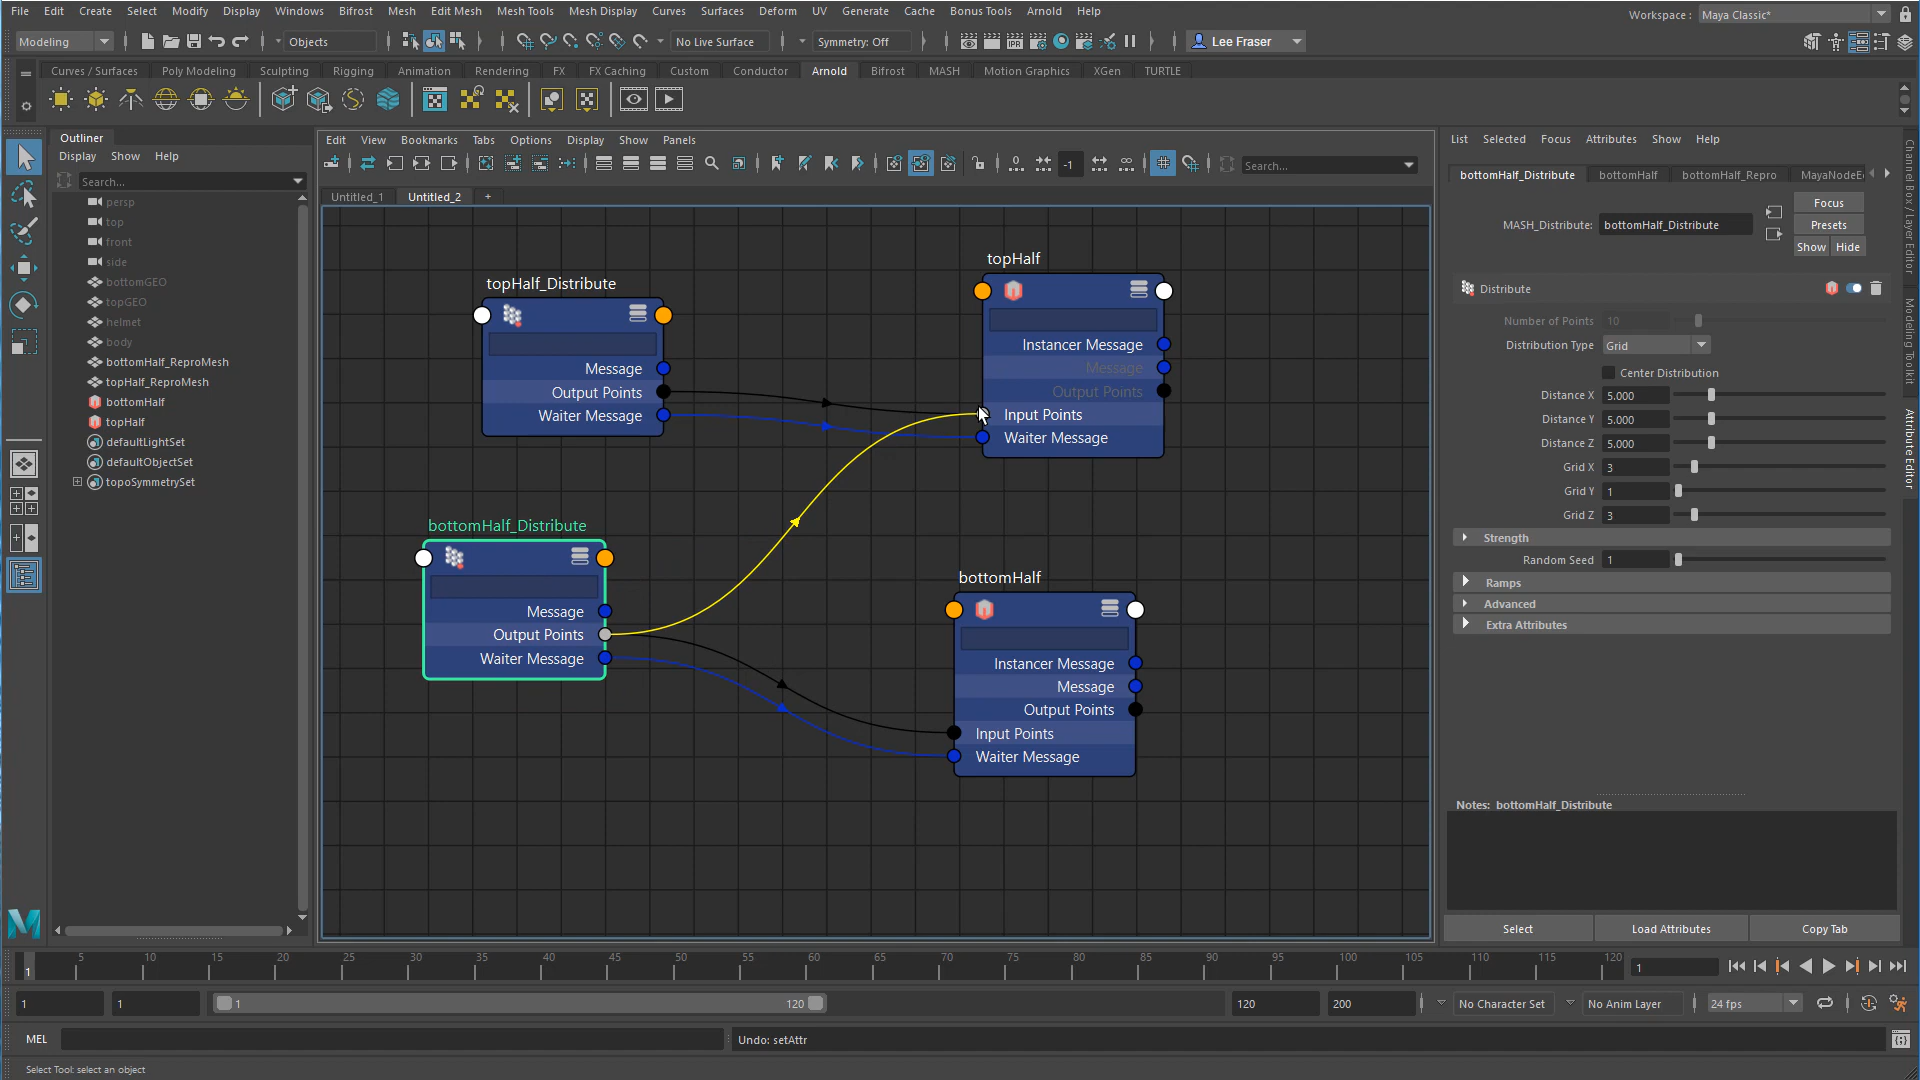 File Edit Create Select Modify Display Windows Bifrost Mesh Edit Mesh Mesh Tools Mesh Display Curves Surfaces Deform UV Generate Cache Bonus Tools Arnold Help
Workspace : Maya Classic*
Modeling Objects No Live Surface Symmetry: Off Lee Fraser
IPR
Curves / Surfaces Poly Modeling Sculpting Rigging Animation Rendering FX FX Caching Custom Conductor Arnold Bifrost MASH Motion Graphics XGen TURTLE
Outliner
Display Show Help
Search...
persp
top
front
side
bottomGEO
topGEO
helmet
body
bottomHalf_ReproMesh
topHalf_ReproMesh
bottomHalf
topHalf
defaultLightSet
defaultObjectSet
topoSymmetrySet
Edit View Bookmarks Tabs Options Display Show Panels
-1
Search...
Untitled_1 Untitled_2 +
topHalf_Distribute
Message
Output Points
Waiter Message
topHalf
Instancer Message
Message
Output Points
Input Points
Waiter Message
bottomHalf_Distribute
Message
Output Points
Waiter Message
bottomHalf
Instancer Message
Message
Output Points
Input Points
Waiter Message
List Selected Focus Attributes Show Help
bottomHalf_Distribute bottomHalf bottomHalf_Repro
MASH_Distribute: bottomHalf_Distribute
Focus
Presets
Show Hide
Distribute
Number of Points 10
Distribution Type Grid
Center Distribution
Distance X 5.000
Distance Y 5.000
Distance Z 5.000
Grid X 3
Grid Y 1
Grid Z 3
Strength
Random Seed 1
Ramps
Advanced
Extra Attributes
Notes: bottomHalf_Distribute
Select Load Attributes Copy Tab
Channel Box / Layer Editor
Modeling Toolkit
Attribute Editor
1 5 10 15 20 25 30 35 40 45 50 55 60 65 70 75 80 85 90 95 100 105 110 115 120
1
1 1 1 120 120 200 No Character Set No Anim Layer 24 fps
MEL Undo: setAttr
Select Tool: select an object